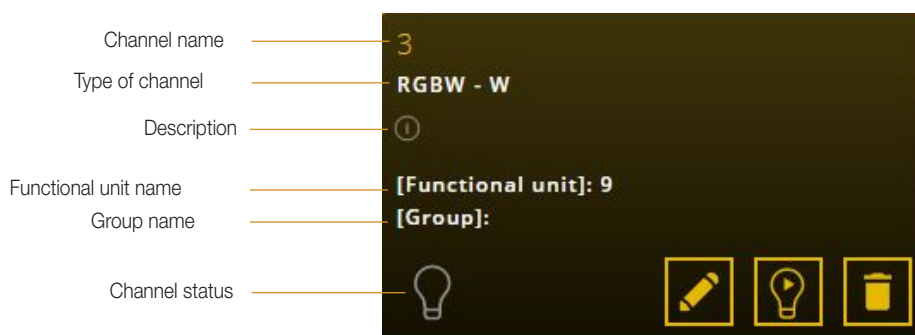 Channel name
3
Type of channel
RGBW - W
Description
Functional unit name
[Functional unit]: 9
Group name
[Group]:
Channel status